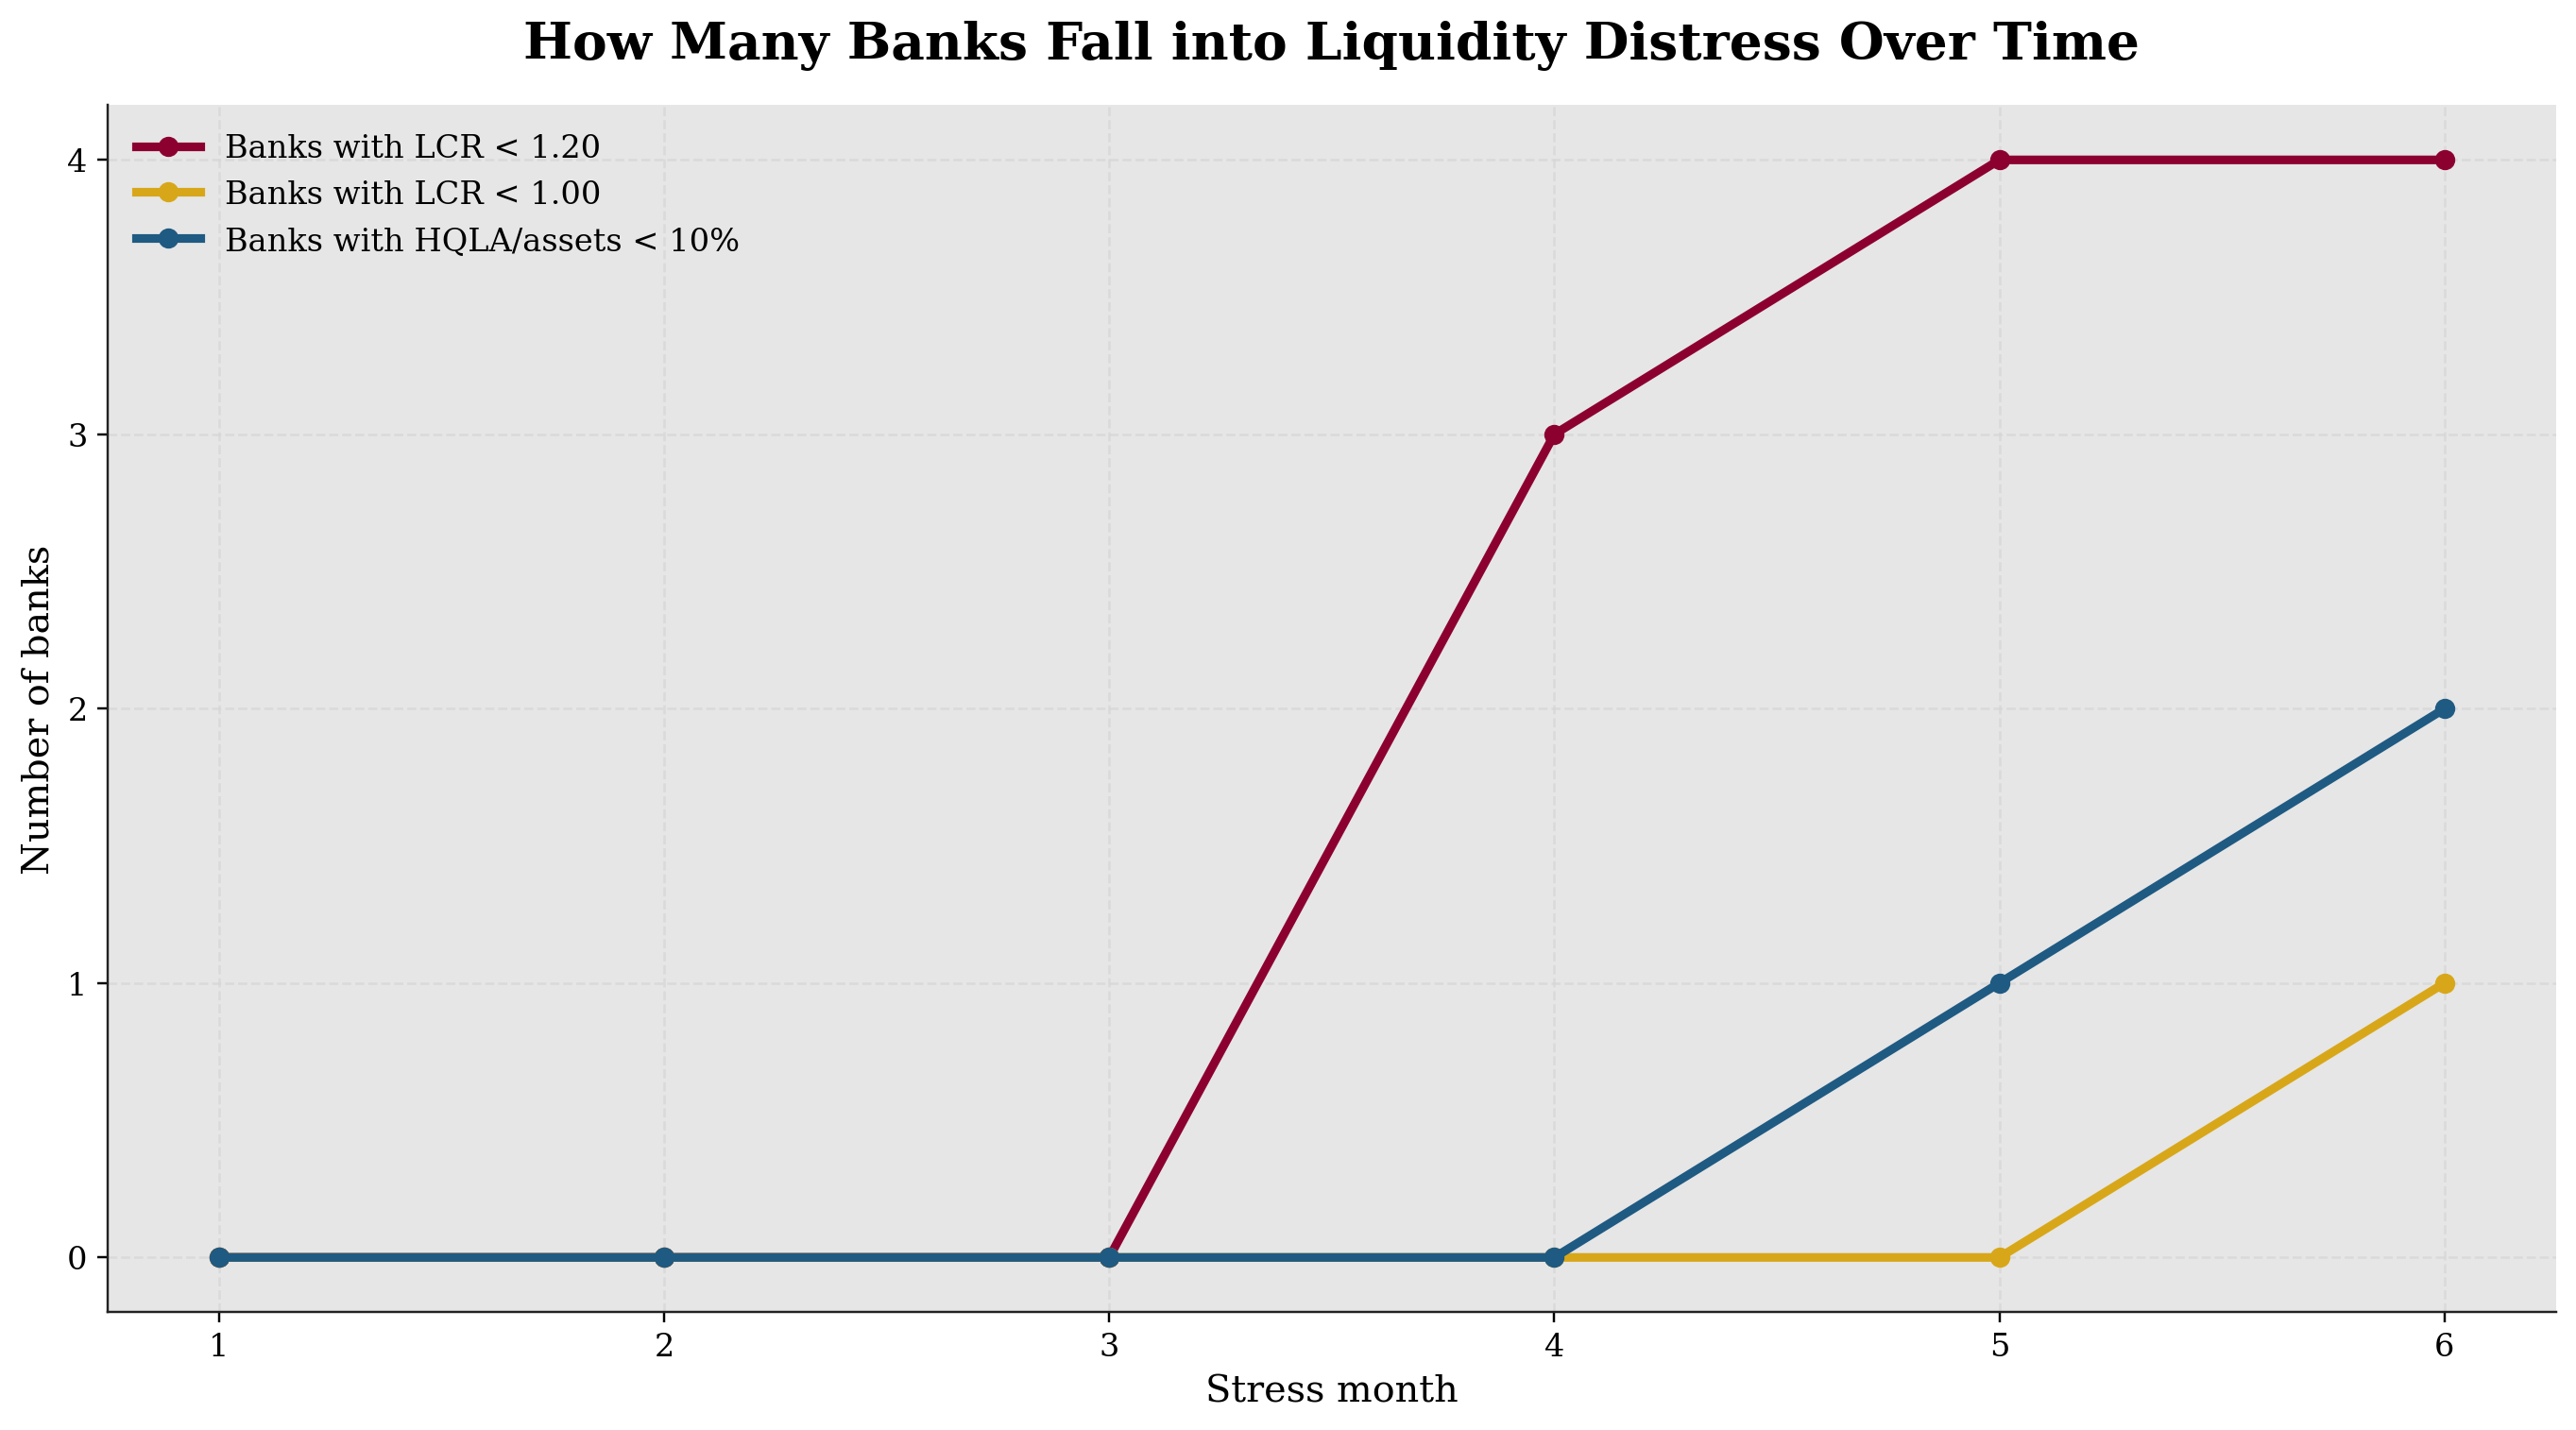 How Many Banks Fall into Liquidity Distress Over Time
Banks with LCR < 1.20
Banks with LCR < 1.00
Banks with HQLA/assets < 10%
Number of banks
4
3
2
1
0
1 2 3 4 5 6
Stress month